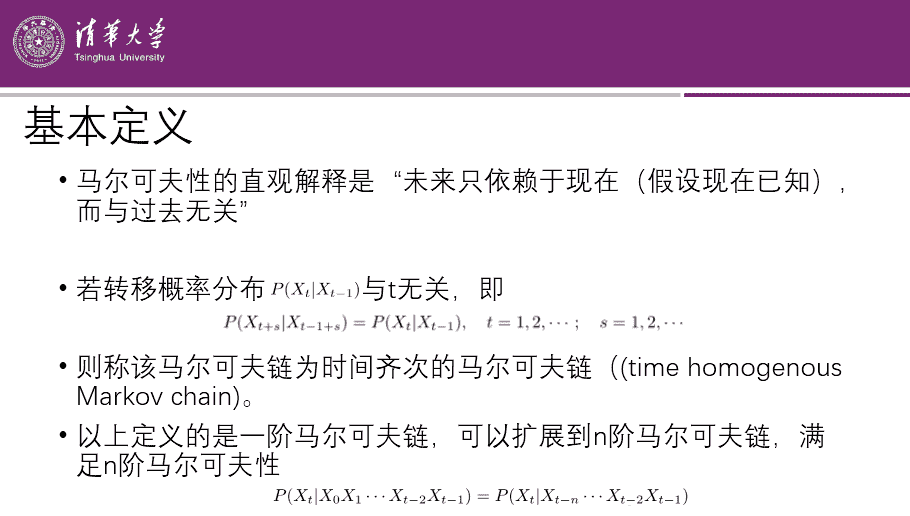 清华大学
Tsinghua University
基本定义
• 马尔可夫性的直观解释是“未来只依赖于现在（假设现在已知），
而与过去无关”
• 若转移概率分布 P(X_t|X_{t−1}) 与t无关，即
P(X_{t+s}|X_{t−1+s}) = P(X_t|X_{t−1}), t = 1, 2, ⋯ ; s = 1, 2, ⋯
• 则称该马尔可夫链为时间齐次的马尔可夫链（(time homogenous
Markov chain)。
• 以上定义的是一阶马尔可夫链，可以扩展到n阶马尔可夫链，满
足n阶马尔可夫性
P(X_t|X_0X_1 ⋯ X_{t−2}X_{t−1}) = P(X_t|X_{t−n} ⋯ X_{t−2}X_{t−1})